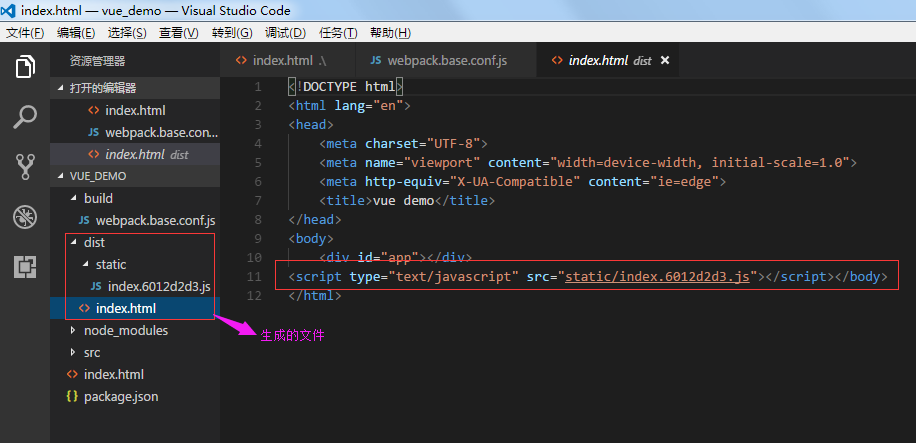 index.html — vue_demo — Visual Studio Code
文件(F) 编辑(E) 选择(S) 查看(V) 转到(G) 调试(D) 任务(T) 帮助(H)
资源管理器
打开的编辑器
<> index.html
JS webpack.base.con...
<> index.html dist
VUE_DEMO
build
JS webpack.base.conf.js
dist
static
JS index.6012d2d3.js
<> index.html
node_modules
src
<> index.html
{} package.json
<> index.html .\ JS webpack.base.conf.js <> index.html dist ×
1 <!DOCTYPE html>
2 <html lang="en">
3 <head>
4 <meta charset="UTF-8">
5 <meta name="viewport" content="width=device-width, initial-scale=1.0">
6 <meta http-equiv="X-UA-Compatible" content="ie=edge">
7 <title>vue demo</title>
8 </head>
9 <body>
10 <div id="app"></div>
11 <script type="text/javascript" src="static/index.6012d2d3.js"></script></body>
12 </html>
生成的文件